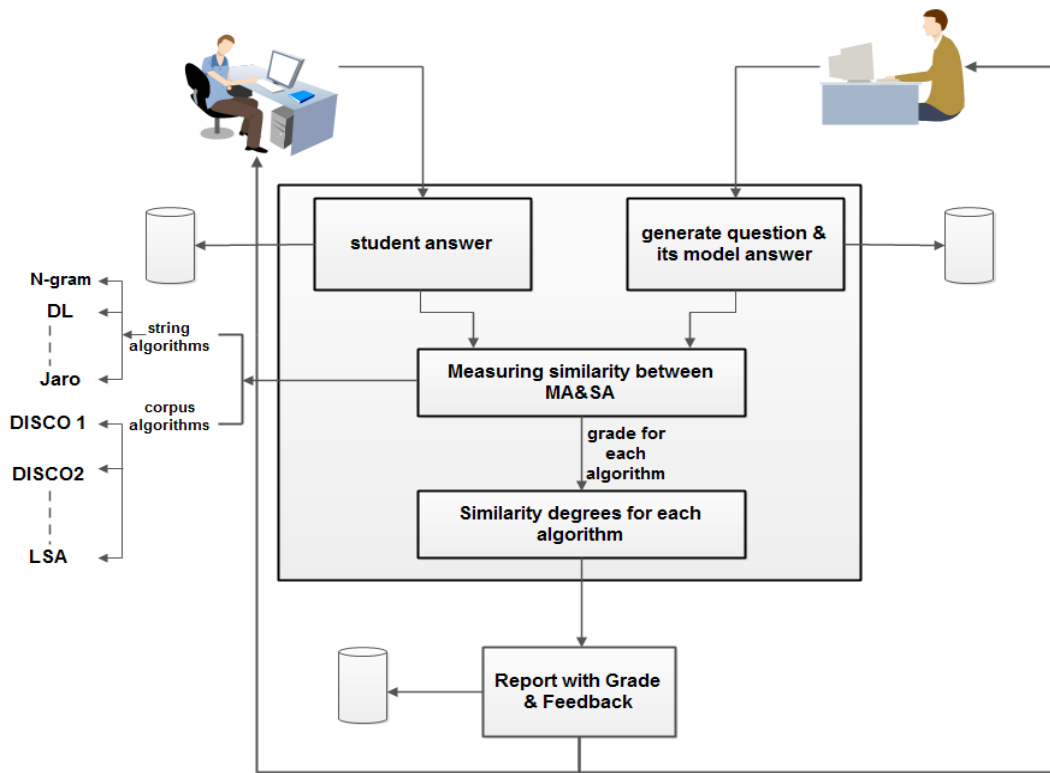 student answer
generate question &
its model answer
N-gram
DL
string
algorithms
Jaro
Measuring similarity between
MA&SA
corpus
algorithms
DISCO 1
grade for
each
algorithm
DISCO2
Similarity degrees for each
algorithm
LSA
Report with Grade
& Feedback